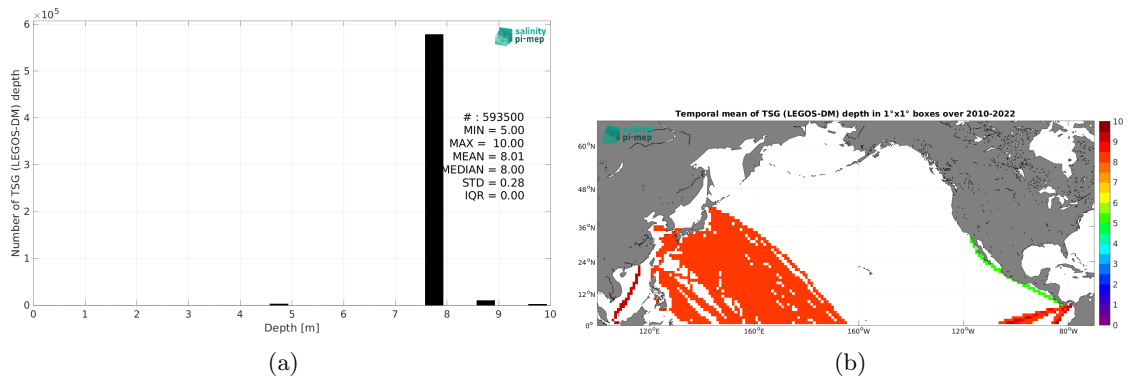 ×10⁵
6
5
4
3
2
1
0
Number of TSG (LEGOS-DM) depth
salinity
pi-mep
# : 593500
MIN = 5.00
MAX = 10.00
MEAN = 8.01
MEDIAN = 8.00
STD = 0.28
IQR = 0.00
0 1 2 3 4 5 6 7 8 9 10
Depth [m]
(a)
Temporal mean of TSG (LEGOS-DM) depth in 1°x1° boxes over 2010-2022
salinity
pi-mep
60°N
48°N
36°N
24°N
12°N
0°
120°E 160°E 160°W 120°W 80°W
10
9
8
7
6
5
4
3
2
1
0
(b)